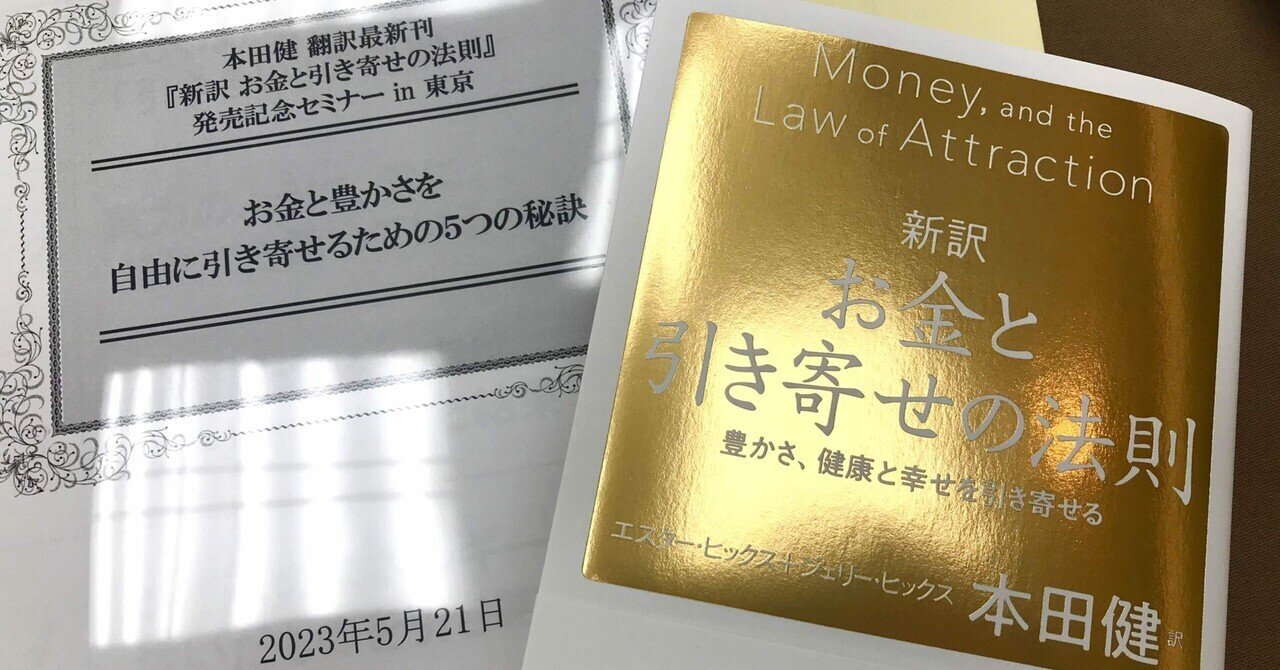 本田健 翻訳最新刊
『新訳 お金と引き寄せの法則』
発売記念セミナー in 東京
お金と豊かさを
自由に引き寄せるための5つの秘訣
2023年5月21日
Money, and the
Law of Attraction
新訳
お金と
引き寄せの法則
豊かさ、健康と幸せを引き寄せる
エスター・ヒックス+ジェリー・ヒックス
本田健 訳